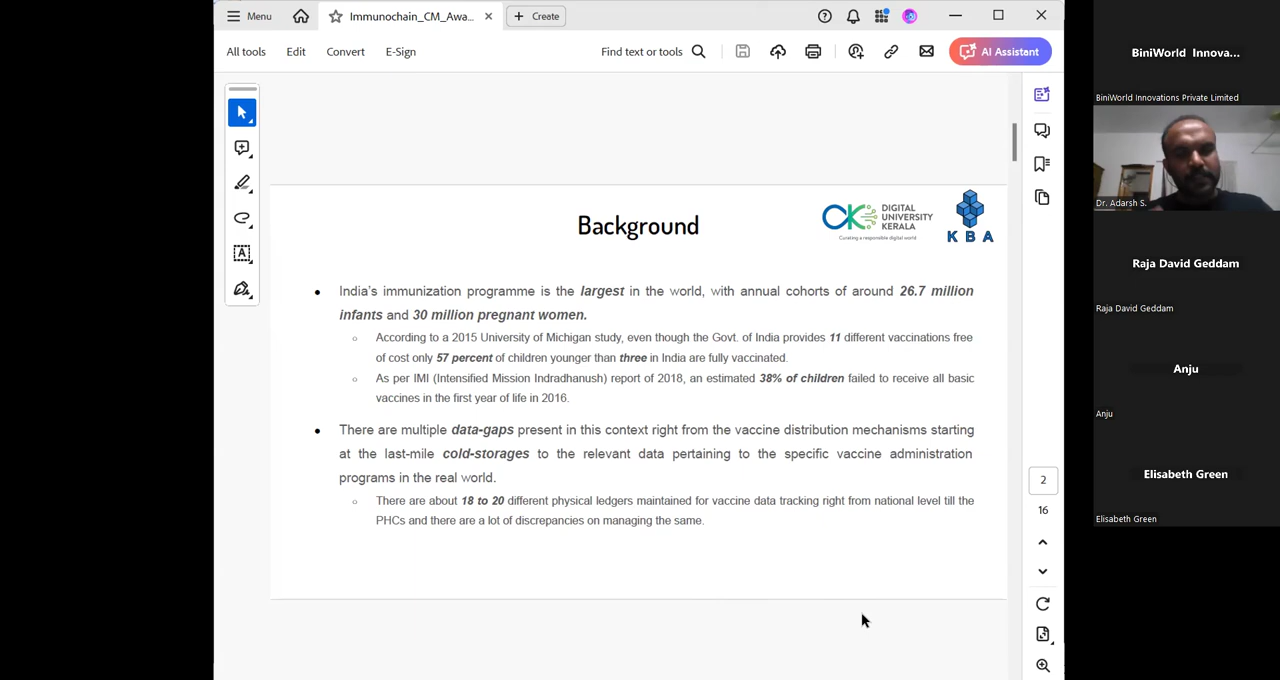 Menu
Immunochain_CM_Awa...
Create
All tools
Edit
Convert
E-Sign
Find text or tools
AI Assistant
Background
DIGITAL
UNIVERSITY
KERALA
Curating a responsible digital world
KBA
India's immunization programme is the largest in the world, with annual cohorts of around 26.7 million
infants and 30 million pregnant women.
According to a 2015 University of Michigan study, even though the Govt. of India provides 11 different vaccinations free
of cost only 57 percent of children younger than three in India are fully vaccinated.
As per IMI (Intensified Mission Indradhanush) report of 2018, an estimated 38% of children failed to receive all basic
vaccines in the first year of life in 2016.
There are multiple data-gaps present in this context right from the vaccine distribution mechanisms starting
at the last-mile cold-storages to the relevant data pertaining to the specific vaccine administration
programs in the real world.
There are about 18 to 20 different physical ledgers maintained for vaccine data tracking right from national level till the
PHCs and there are a lot of discrepancies on managing the same.
2
16
BiniWorld Innova...
BiniWorld Innovations Private Limited
Dr. Adarsh S.
Raja David Geddam
Raja David Geddam
Anju
Anju
Elisabeth Green
Elisabeth Green